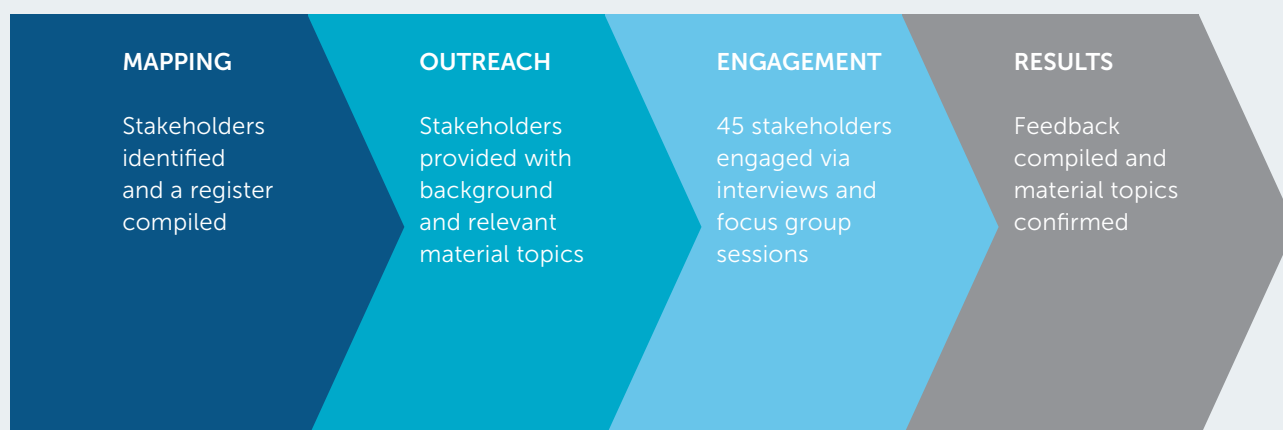 MAPPING
Stakeholders
identified
and a register
compiled
OUTREACH
Stakeholders
provided with
background
and relevant
material topics
ENGAGEMENT
45 stakeholders
engaged via
interviews and
focus group
sessions
RESULTS
Feedback
compiled and
material topics
confirmed